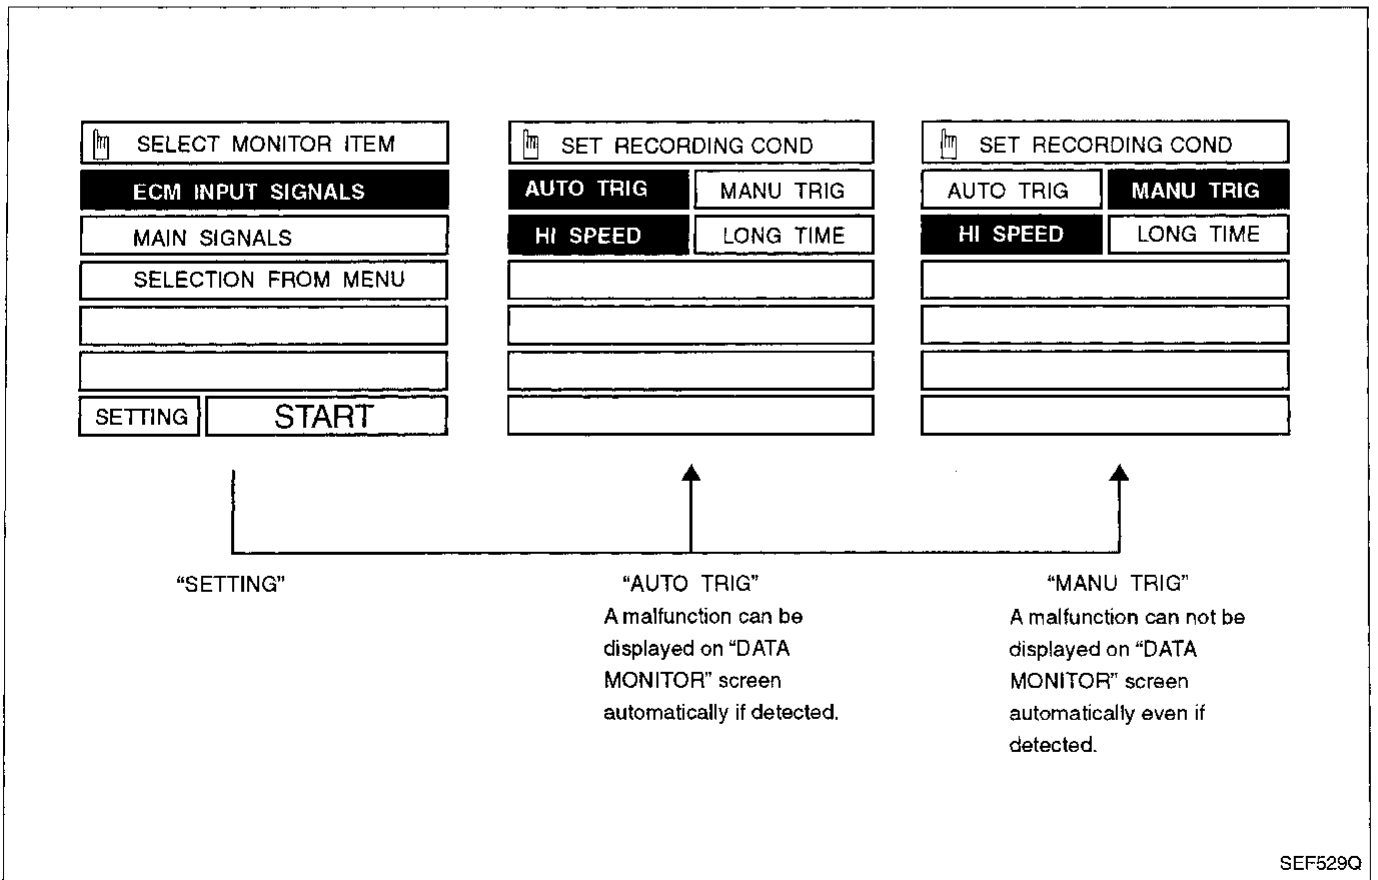 SELECT MONITOR ITEM
ECM INPUT SIGNALS
MAIN SIGNALS
SELECTION FROM MENU
SETTING START
SET RECORDING COND
AUTO TRIG MANU TRIG
HI SPEED LONG TIME
SET RECORDING COND
AUTO TRIG MANU TRIG
HI SPEED LONG TIME
“SETTING”
“AUTO TRIG”
A malfunction can be
displayed on “DATA
MONITOR” screen
automatically if detected.
“MANU TRIG”
A malfunction can not be
displayed on “DATA
MONITOR” screen
automatically even if
detected.
SEF529Q